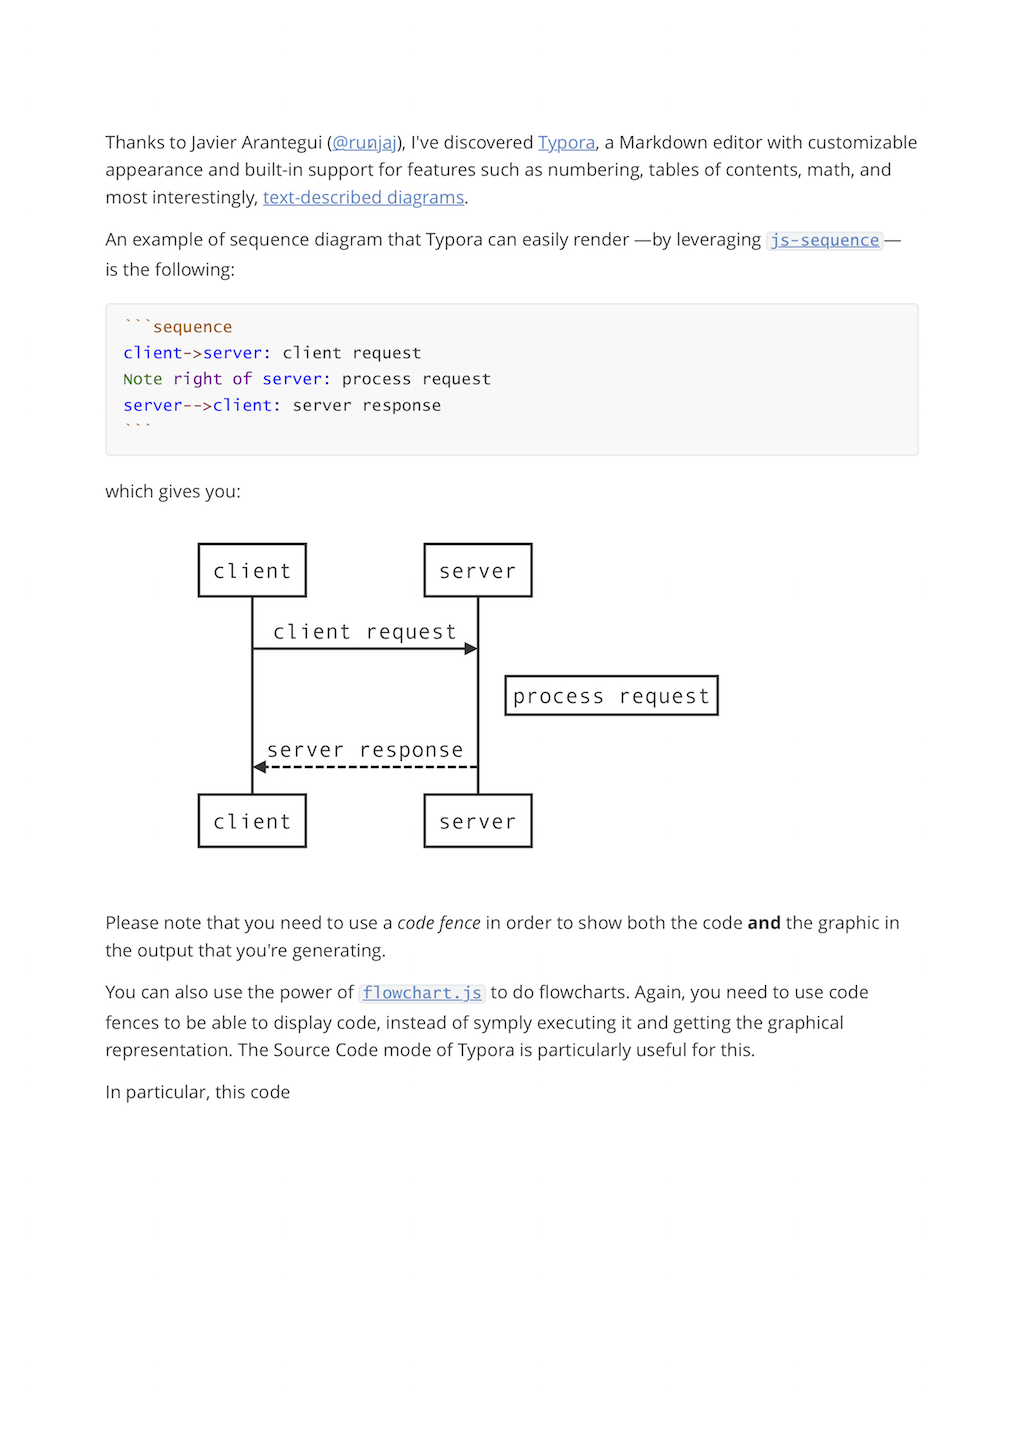 Thanks to Javier Arantegui (@runjaj), I've discovered Typora, a Markdown editor with customizable
appearance and built-in support for features such as numbering, tables of contents, math, and
most interestingly, text-described diagrams.
An example of sequence diagram that Typora can easily render —by leveraging js-sequence—
is the following:
```sequence
client->server: client request
Note right of server: process request
server-->client: server response
```
which gives you:
client server
client request
process request
server response
client server
Please note that you need to use a code fence in order to show both the code and the graphic in
the output that you're generating.
You can also use the power of flowchart.js to do flowcharts. Again, you need to use code
fences to be able to display code, instead of symply executing it and getting the graphical
representation. The Source Code mode of Typora is particularly useful for this.
In particular, this code